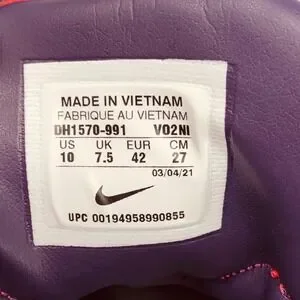 MADE IN VIETNAM
FABRIQUE AU VIETNAM
DH1570-991 VO2NI
US UK EUR CM
10 7.5 42 27
03/04/21
UPC 00194958990855